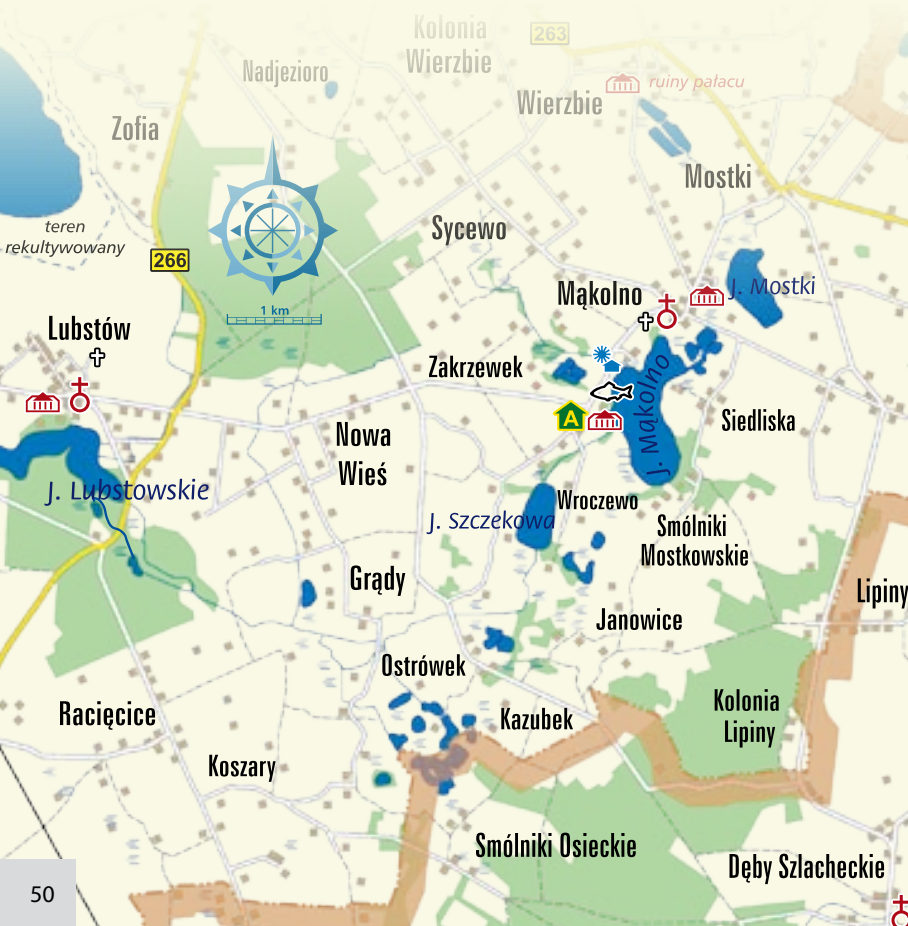 Kolonia
Wierzbie
263
Nadjezioro
ruiny pałacu
Wierzbie
Zofia
Mostki
teren
rekultywowany
Sycewo
266
J. Mostki
Mąkolno
1 km
Lubstów
Zakrzewek
J. Mąkolno
A
Siedliska
Nowa
Wieś
J. Lubstowskie
Wroczewo
J. Szczekowa
Smólniki
Mostkowskie
Grądy
Lipiny
Janowice
Ostrówek
Kolonia
Lipiny
Racięcice
Kazubek
Koszary
Smólniki Osieckie
Dęby Szlacheckie
50